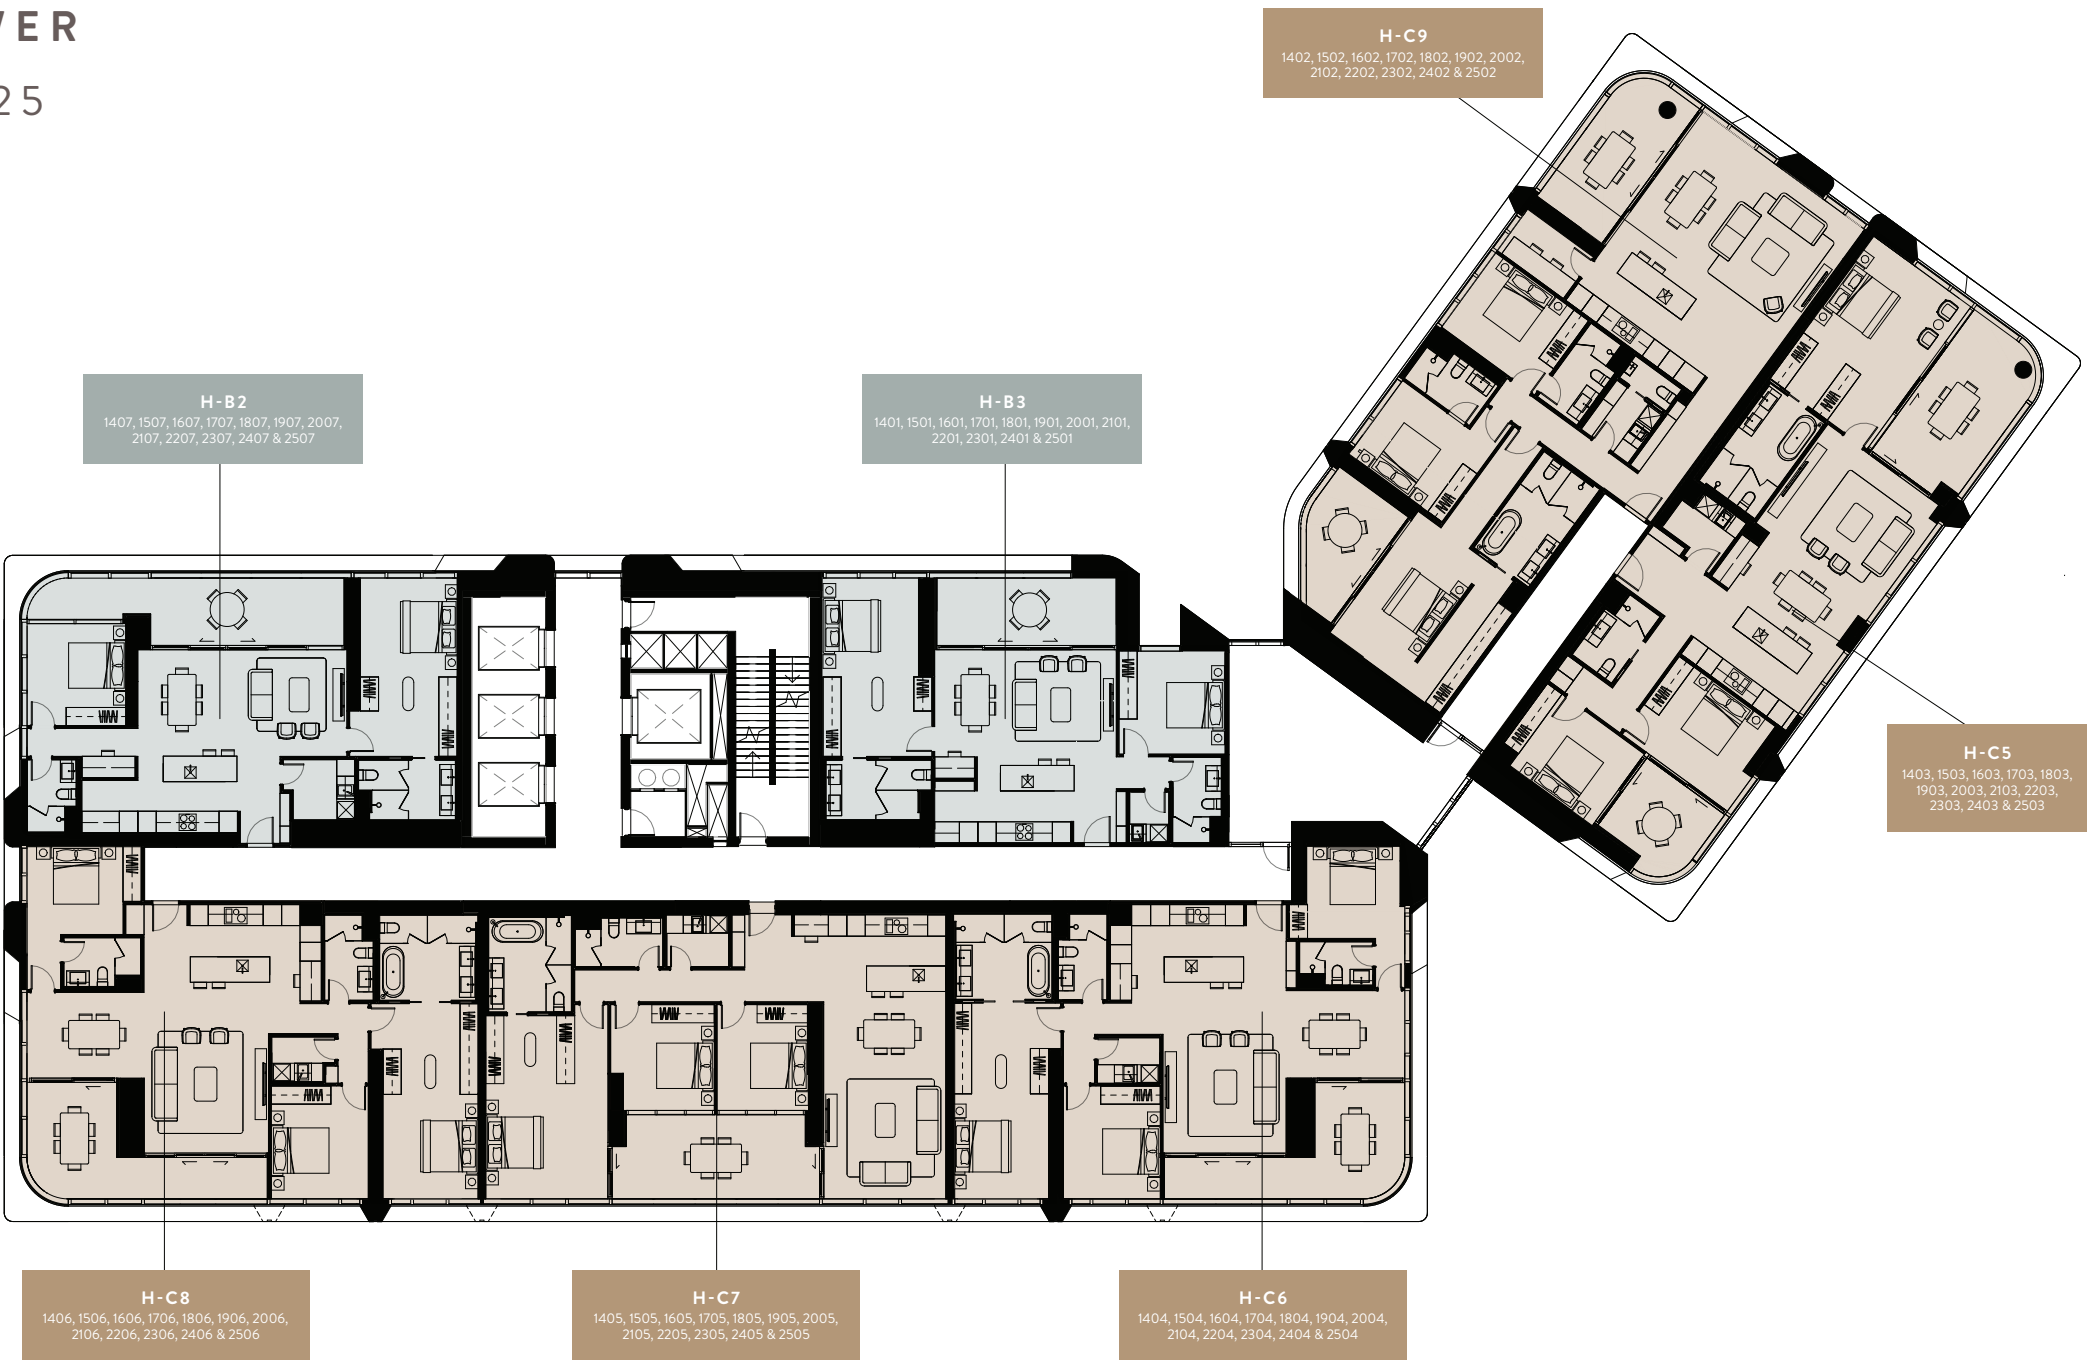 WER
25
H-C9
1402, 1502, 1602, 1702, 1802, 1902, 2002,
2102, 2202, 2302, 2402 & 2502
H-B2
1407, 1507, 1607, 1707, 1807, 1907, 2007,
2107, 2207, 2307, 2407 & 2507
H-B3
1401, 1501, 1601, 1701, 1801, 1901, 2001, 2101,
2201, 2301, 2401 & 2501
H-C5
1403, 1503, 1603, 1703, 1803,
1903, 2003, 2103, 2203,
2303, 2403 & 2503
H-C8
1406, 1506, 1606, 1706, 1806, 1906, 2006,
2106, 2206, 2306, 2406 & 2506
H-C7
1405, 1505, 1605, 1705, 1805, 1905, 2005,
2105, 2205, 2305, 2405 & 2505
H-C6
1404, 1504, 1604, 1704, 1804, 1904, 2004,
2104, 2204, 2304, 2404 & 2504